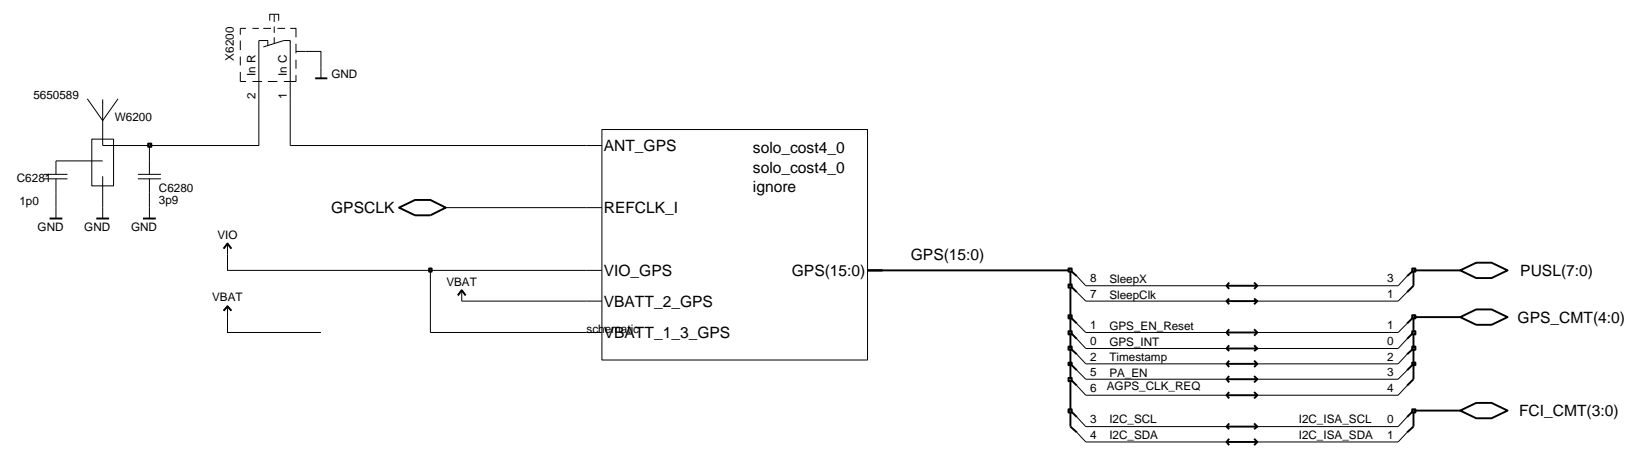 E
X6200
In R
In C
GND
2
1
5650589
W6200
C6281
1p0
C6280
3p9
GND
GND
GND
ANT_GPS
solo_cost4_0
solo_cost4_0
ignore
GPSCLK
REFCLK_I
VIO
VIO_GPS
GPS(15:0)
GPS(15:0)
VBAT
VBATT_2_GPS
VBAT
schematic
VBATT_1_3_GPS
8 SleepX 3
PUSL(7:0)
7 SleepClk 1
1 GPS_EN_Reset 1
GPS_CMT(4:0)
0 GPS_INT 0
2 Timestamp 2
5 PA_EN 3
6 AGPS_CLK_REQ 4
3 I2C_SCL I2C_ISA_SCL 0
FCI_CMT(3:0)
4 I2C_SDA I2C_ISA_SDA 1